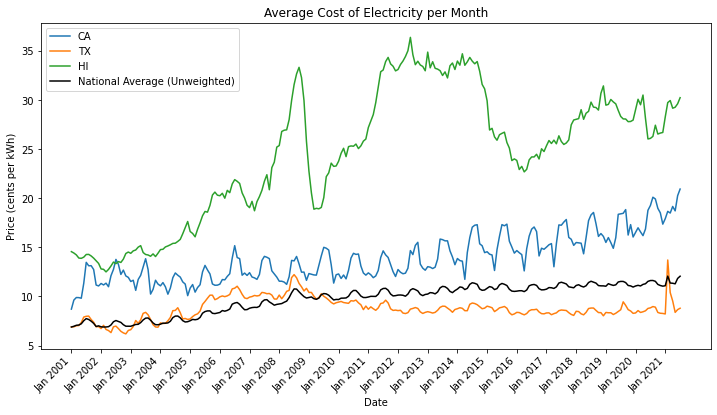 Average Cost of Electricity per Month
CA
TX
HI
National Average (Unweighted)
Price (cents per kWh)
35
30
25
20
15
10
5
Jan 2001
Jan 2002
Jan 2003
Jan 2004
Jan 2005
Jan 2006
Jan 2007
Jan 2008
Jan 2009
Jan 2010
Jan 2011
Jan 2012
Jan 2013
Jan 2014
Jan 2015
Jan 2016
Jan 2017
Jan 2018
Jan 2019
Jan 2020
Jan 2021
Date